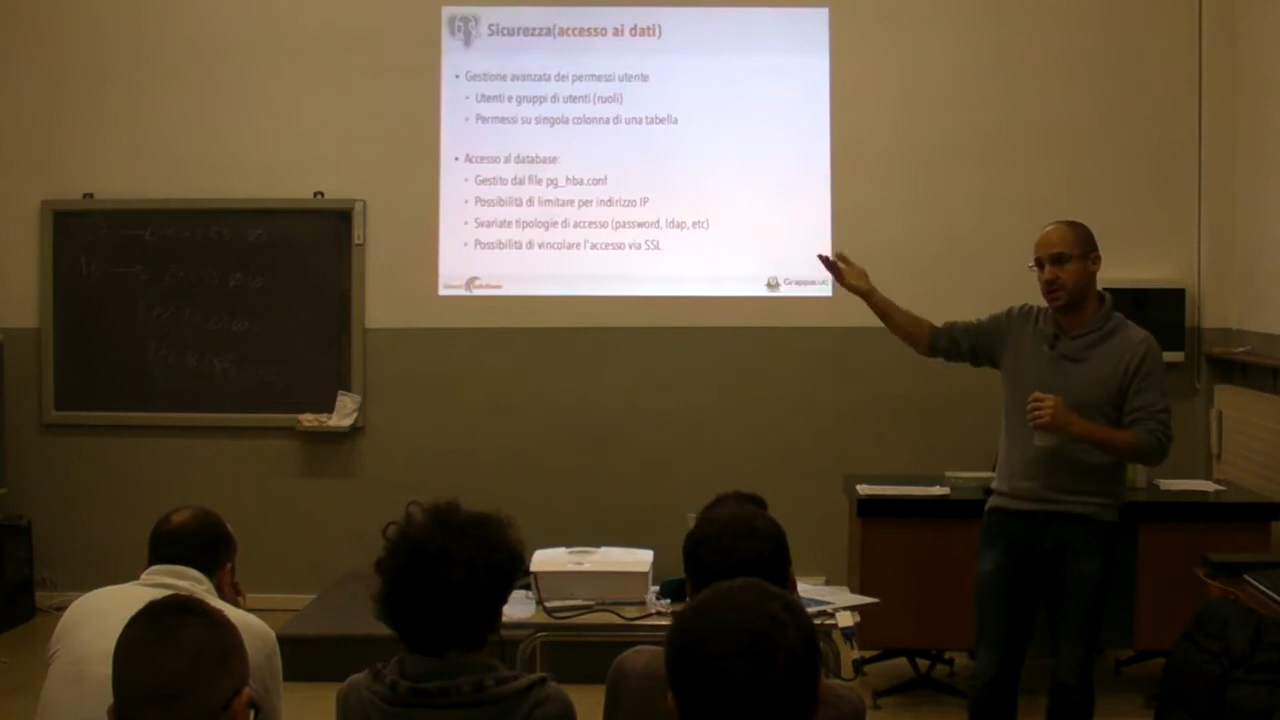 Sicurezza(accesso ai dati)
• Gestione avanzata dei permessi utente
• Utenti e gruppi di utenti (ruoli)
• Permessi su singola colonna di una tabella
• Accesso al database:
• Gestito dal file pg_hba.conf
• Possibilità di limitare per indirizzo IP
• Svariate tipologie di accesso (password, ldap, etc)
• Possibilità di vincolare l'accesso via SSL